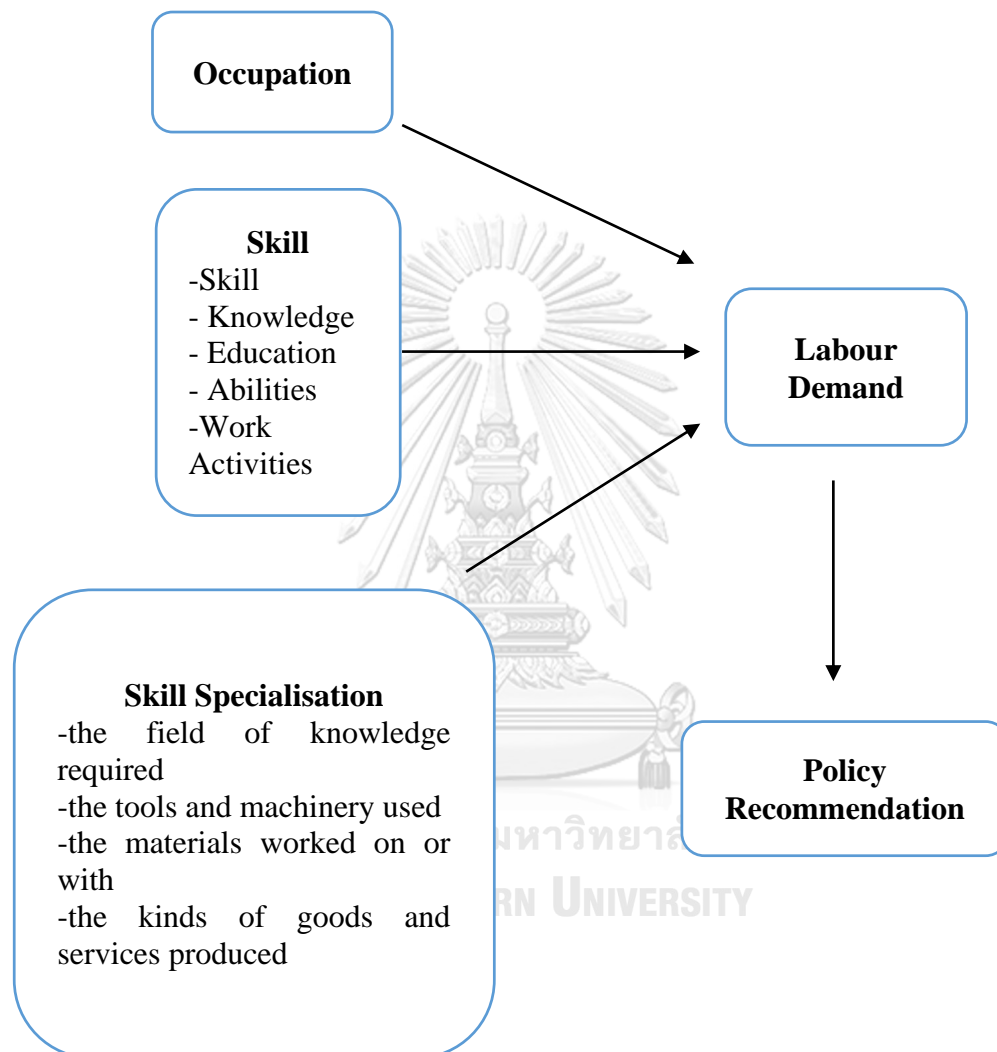 Occupation
Skill
-Skill
- Knowledge
- Education
- Abilities
-Work
Activities
Labour
Demand
Skill Specialisation
-the field of knowledge
required
-the tools and machinery used
-the materials worked on or
with
-the kinds of goods and
services produced
Policy
Recommendation
UNIVERSITY